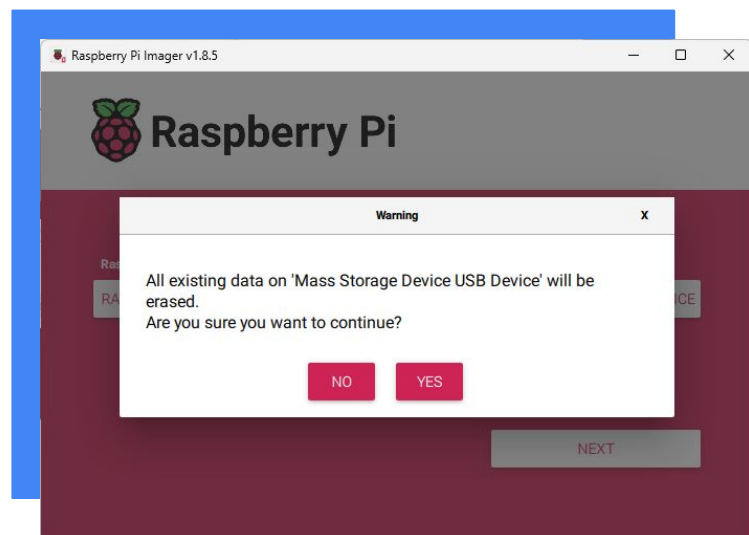 Raspberry Pi Imager v1.8.5
Raspberry Pi
Warning
X
All existing data on 'Mass Storage Device USB Device' will be
erased.
Are you sure you want to continue?
NO
YES
NEXT